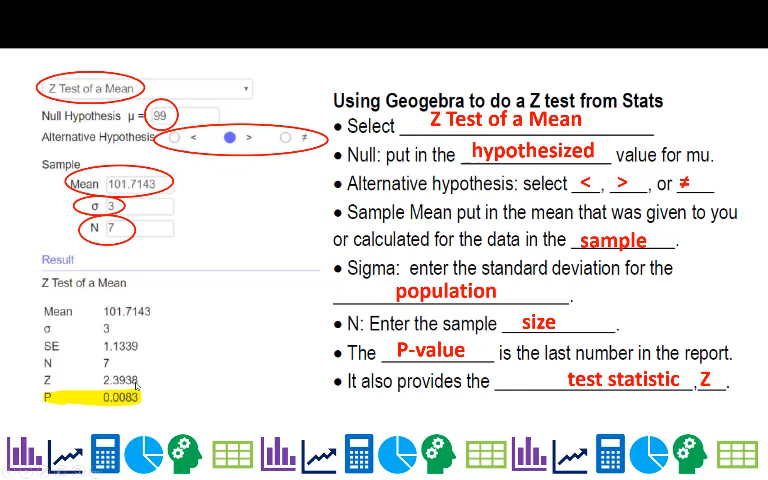 Z Test of a Mean
Null Hypothesis μ = 99
Alternative Hypothesis < > ≠
Sample
Mean 101.7143
σ 3
N 7
Result
Z Test of a Mean
Mean 101.7143
σ 3
SE 1.1339
N 7
Z 2.3938
P 0.0083
Using Geogebra to do a Z test from Stats
• Select Z Test of a Mean
• Null: put in the hypothesized value for mu.
• Alternative hypothesis: select <, >, or ≠
• Sample Mean put in the mean that was given to you
or calculated for the data in the sample.
• Sigma: enter the standard deviation for the
population.
• N: Enter the sample size.
• The P-value is the last number in the report.
• It also provides the test statistic, Z.